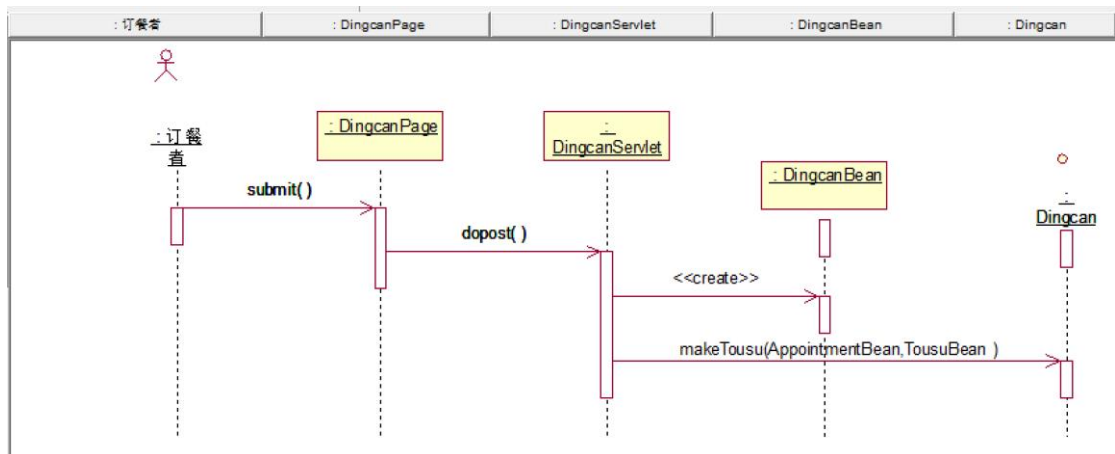 : 订餐者
: DingcanPage
: DingcanServlet
: DingcanBean
: Dingcan
: 订餐
者
: DingcanPage
:
DingcanServlet
: DingcanBean
:
Dingcan
submit( )
dopost( )
<<create>>
makeTousu(AppointmentBean,TousuBean )